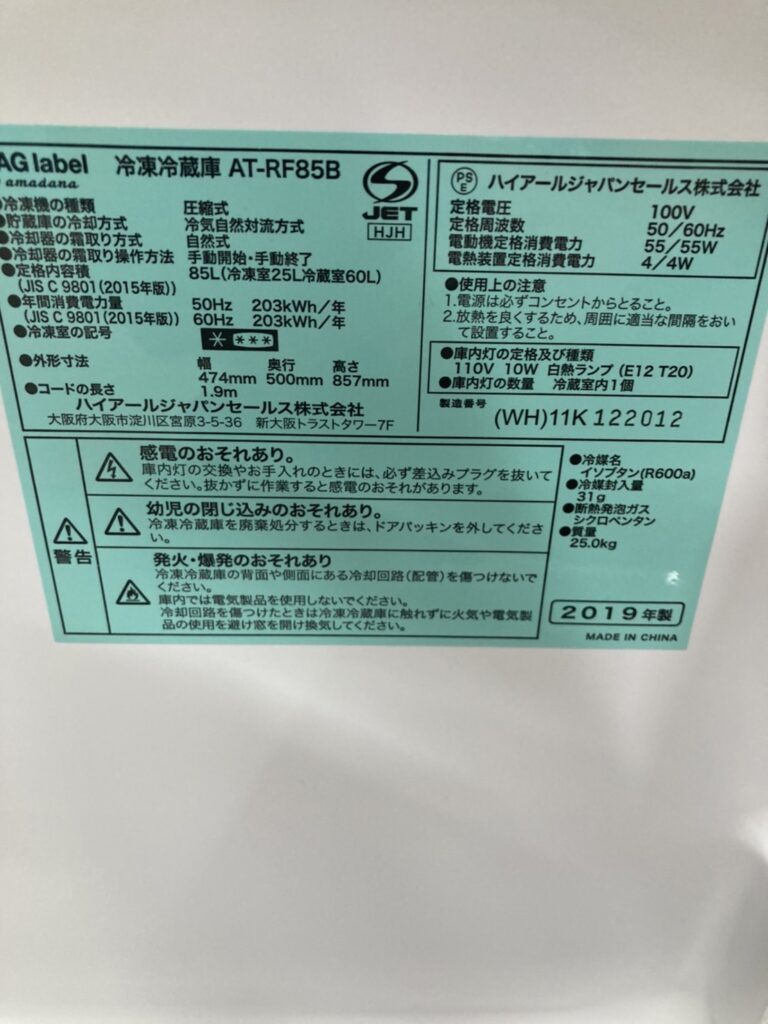 AG label
amadana
冷凍冷蔵庫 AT-RF85B
JET
HJH
●冷凍機の種類 圧縮式
●貯蔵庫の冷却方式 冷気自然対流方式
●冷却器の霜取り方式 自然式
●冷却器の霜取り操作方法 手動開始・手動終了
●定格内容積 85L(冷凍室25L冷蔵室60L)
(JIS C 9801(2015年版))
●年間消費電力量 50Hz 203kWh/年
(JIS C 9801(2015年版)) 60Hz 203kWh/年
●冷凍室の記号 * ***
●外形寸法 幅 奥行 高さ
474mm 500mm 857mm
●コードの長さ 1.9m
ハイアールジャパンセールス株式会社
大阪府大阪市淀川区宮原3-5-36 新大阪トラストタワー7F
PS
E
ハイアールジャパンセールス株式会社
定格電圧 100V
定格周波数 50/60Hz
電動機定格消費電力 55/55W
電熱装置定格消費電力 4/4W
●使用上の注意
1.電源は必ずコンセントからとること。
2.放熱を良くするため、周囲に適当な間隔をおい
て設置すること。
●庫内灯の定格及び種類
110V 10W 白熱ランプ (E12 T20)
●庫内灯の数量 冷蔵室内1個
製造番号
(WH)11K 122012
警告
感電のおそれあり。
庫内灯の交換やお手入れのときには、必ず差込みプラグを抜いて
ください。抜かずに作業すると感電のおそれがあります。
幼児の閉じ込みのおそれあり。
冷凍冷蔵庫を廃棄処分するときは、ドアパッキンを外してくださ
い。
発火・爆発のおそれあり
冷凍冷蔵庫の背面や側面にある冷却回路(配管)を傷つけないで
ください。
庫内では電気製品を使用しないでください。
冷却回路を傷つけたときは冷凍冷蔵庫に触れずに火気や電気製
品の使用を避け窓を開け換気してください。
●冷媒名
イソブタン(R600a)
●冷媒封入量
31g
●断熱発泡ガス
シクロペンタン
●質量
25.0kg
2019年製
MADE IN CHINA